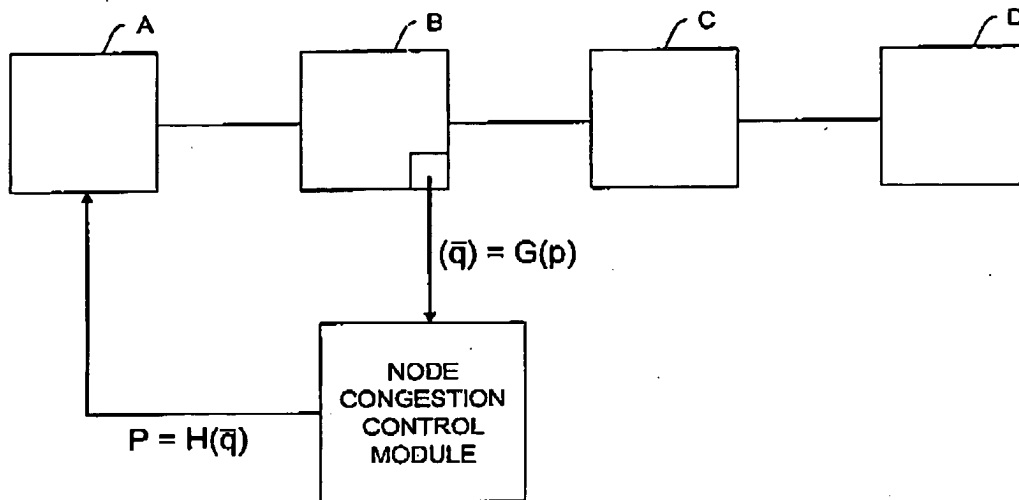 A
B
C
D
(q̅) = G(p)
NODE
CONGESTION
CONTROL
MODULE
P = H(q̅)